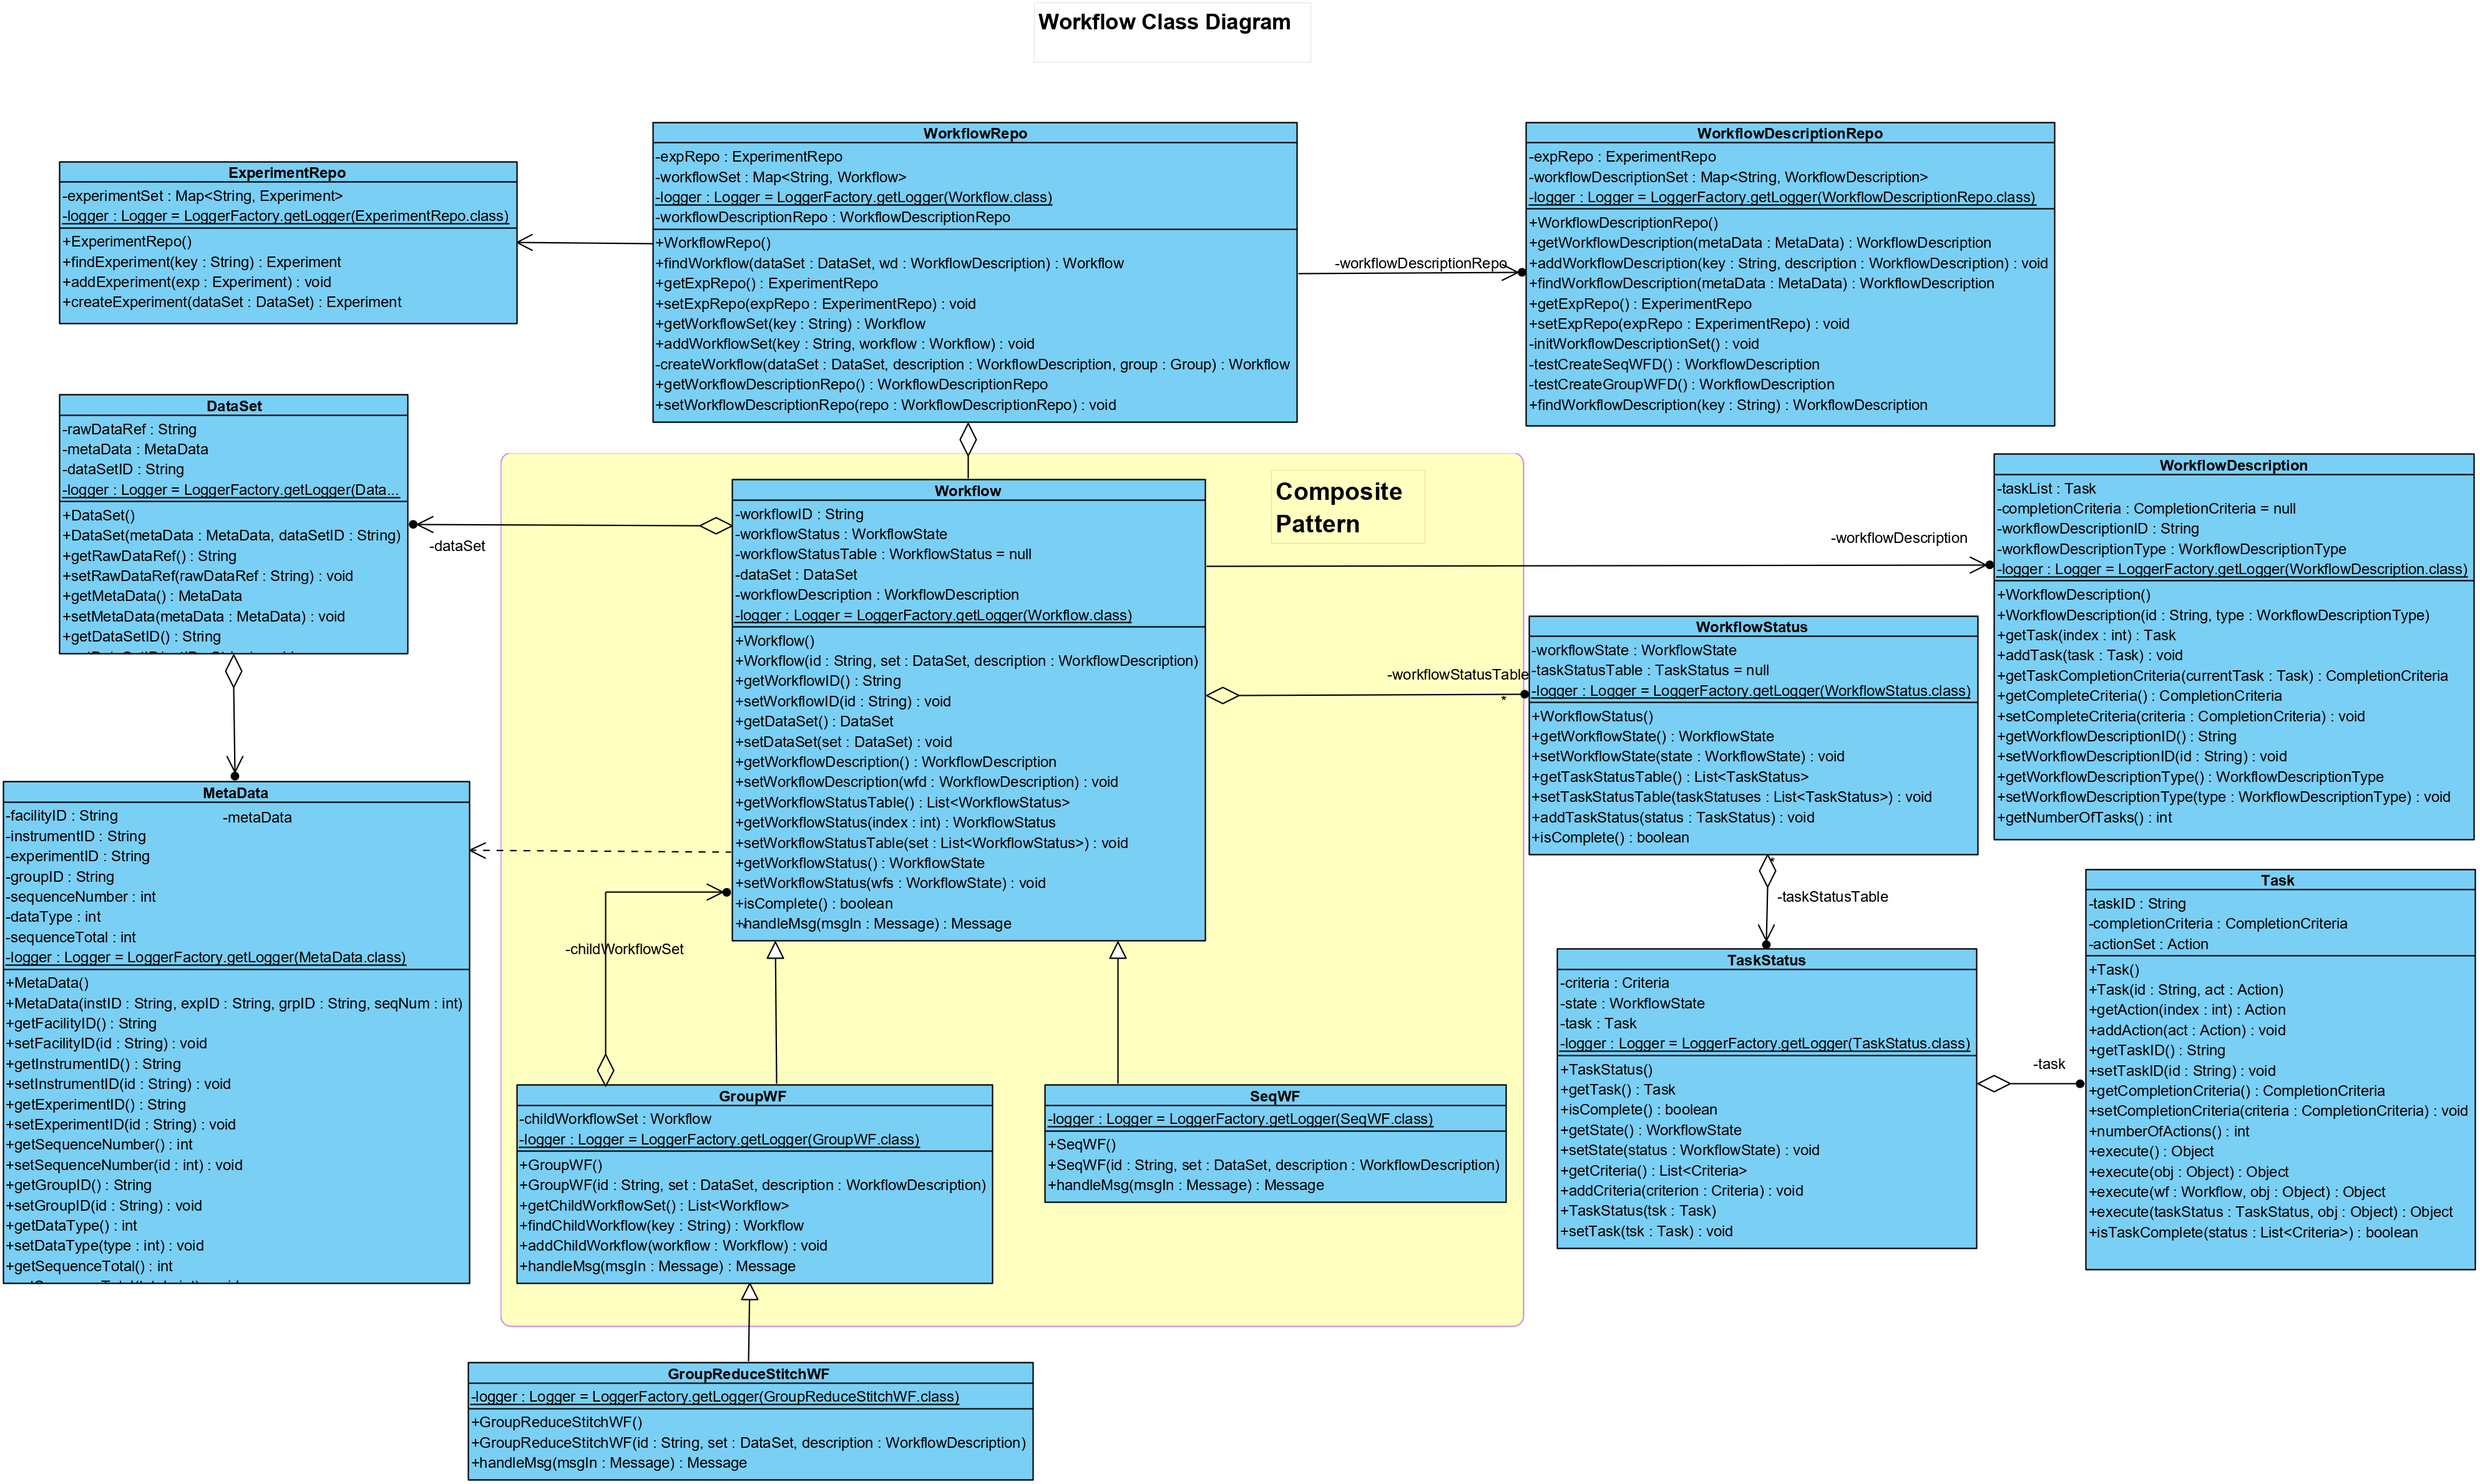 Workflow Class Diagram
WorkflowRepo
-expRepo : ExperimentRepo
-workflowSet : Map<String, Workflow>
-logger : Logger = LoggerFactory.getLogger(Workflow.class)
-workflowDescriptionRepo : WorkflowDescriptionRepo
+WorkflowRepo()
+findWorkflow(dataSet : DataSet, wd : WorkflowDescription) : Workflow
+getExpRepo() : ExperimentRepo
+setExpRepo(expRepo : ExperimentRepo) : void
+getWorkflowSet(key : String) : Workflow
+addWorkflowSet(key : String, workflow : Workflow) : void
-createWorkflow(dataSet : DataSet, description : WorkflowDescription, group : Group) : Workflow
+getWorkflowDescriptionRepo() : WorkflowDescriptionRepo
+setWorkflowDescriptionRepo(repo : WorkflowDescriptionRepo) : void
-workflowDescriptionRepo
WorkflowDescriptionRepo
-expRepo : ExperimentRepo
-workflowDescriptionSet : Map<String, WorkflowDescription>
-logger : Logger = LoggerFactory.getLogger(WorkflowDescriptionRepo.class)
+WorkflowDescriptionRepo()
+getWorkflowDescription(metaData : MetaData) : WorkflowDescription
+addWorkflowDescription(key : String, description : WorkflowDescription) : void
+findWorkflowDescription(metaData : MetaData) : WorkflowDescription
+getExpRepo() : ExperimentRepo
+setExpRepo(expRepo : ExperimentRepo) : void
-initWorkflowDescriptionSet() : void
-testCreateSeqWFD() : WorkflowDescription
-testCreateGroupWFD() : WorkflowDescription
+findWorkflowDescription(key : String) : WorkflowDescription
ExperimentRepo
-experimentSet : Map<String, Experiment>
-logger : Logger = LoggerFactory.getLogger(ExperimentRepo.class)
+ExperimentRepo()
+findExperiment(key : String) : Experiment
+addExperiment(exp : Experiment) : void
+createExperiment(dataSet : DataSet) : Experiment
DataSet
-rawDataRef : String
-metaData : MetaData
-dataSetID : String
-logger : Logger = LoggerFactory.getLogger(Data...
+DataSet()
+DataSet(metaData : MetaData, dataSetID : String)
+getRawDataRef() : String
+setRawDataRef(rawDataRef : String) : void
+getMetaData() : MetaData
+setMetaData(metaData : MetaData) : void
+getDataSetID() : String
-dataSet
Composite
Pattern
Workflow
-workflowID : String
-workflowStatus : WorkflowState
-workflowStatusTable : WorkflowStatus = null
-dataSet : DataSet
-workflowDescription : WorkflowDescription
-logger : Logger = LoggerFactory.getLogger(Workflow.class)
+Workflow()
+Workflow(id : String, set : DataSet, description : WorkflowDescription)
+getWorkflowID() : String
+setWorkflowID(id : String) : void
+getDataSet() : DataSet
+setDataSet(set : DataSet) : void
+getWorkflowDescription() : WorkflowDescription
+setWorkflowDescription(wfd : WorkflowDescription) : void
+getWorkflowStatusTable() : List<WorkflowStatus>
+getWorkflowStatus(index : int) : WorkflowStatus
+setWorkflowStatusTable(set : List<WorkflowStatus>) : void
+getWorkflowStatus() : WorkflowState
+setWorkflowStatus(wfs : WorkflowState) : void
+isComplete() : boolean
+handleMsg(msgIn : Message) : Message
-workflowDescription
WorkflowDescription
-taskList : Task
-completionCriteria : CompletionCriteria = null
-workflowDescriptionID : String
-workflowDescriptionType : WorkflowDescriptionType
-logger : Logger = LoggerFactory.getLogger(WorkflowDescription.class)
+WorkflowDescription()
+WorkflowDescription(id : String, type : WorkflowDescriptionType)
+getTask(index : int) : Task
+addTask(task : Task) : void
+getTaskCompletionCriteria(currentTask : Task) : CompletionCriteria
+getCompleteCriteria() : CompletionCriteria
+setCompleteCriteria(criteria : CompletionCriteria) : void
+getWorkflowDescriptionID() : String
+setWorkflowDescriptionID(id : String) : void
+getWorkflowDescriptionType() : WorkflowDescriptionType
+setWorkflowDescriptionType(type : WorkflowDescriptionType) : void
+getNumberOfTasks() : int
-workflowStatusTable
*
WorkflowStatus
-workflowState : WorkflowState
-taskStatusTable : TaskStatus = null
-logger : Logger = LoggerFactory.getLogger(WorkflowStatus.class)
+WorkflowStatus()
+getWorkflowState() : WorkflowState
+setWorkflowState(state : WorkflowState) : void
+getTaskStatusTable() : List<TaskStatus>
+setTaskStatusTable(taskStatuses : List<TaskStatus>) : void
+addTaskStatus(status : TaskStatus) : void
+isComplete() : boolean
*
-taskStatusTable
MetaData
-facilityID : String
-metaData
-instrumentID : String
-experimentID : String
-groupID : String
-sequenceNumber : int
-dataType : int
-sequenceTotal : int
-logger : Logger = LoggerFactory.getLogger(MetaData.class)
+MetaData()
+MetaData(instID : String, expID : String, grpID : String, seqNum : int)
+getFacilityID() : String
+setFacilityID(id : String) : void
+getInstrumentID() : String
+setInstrumentID(id : String) : void
+getExperimentID() : String
+setExperimentID(id : String) : void
+getSequenceNumber() : int
+setSequenceNumber(id : int) : void
+getGroupID() : String
+setGroupID(id : String) : void
+getDataType() : int
+setDataType(type : int) : void
+getSequenceTotal() : int
-childWorkflowSet
GroupWF
-childWorkflowSet : Workflow
-logger : Logger = LoggerFactory.getLogger(GroupWF.class)
+GroupWF()
+GroupWF(id : String, set : DataSet, description : WorkflowDescription)
+getChildWorkflowSet() : List<Workflow>
+findChildWorkflow(key : String) : Workflow
+addChildWorkflow(workflow : Workflow) : void
+handleMsg(msgIn : Message) : Message
SeqWF
-logger : Logger = LoggerFactory.getLogger(SeqWF.class)
+SeqWF()
+SeqWF(id : String, set : DataSet, description : WorkflowDescription)
+handleMsg(msgIn : Message) : Message
TaskStatus
-criteria : Criteria
-state : WorkflowState
-task : Task
-logger : Logger = LoggerFactory.getLogger(TaskStatus.class)
+TaskStatus()
+getTask() : Task
+isComplete() : boolean
+getState() : WorkflowState
+setState(status : WorkflowState) : void
+getCriteria() : List<Criteria>
+addCriteria(criterion : Criteria) : void
+TaskStatus(tsk : Task)
+setTask(tsk : Task) : void
-task
Task
-taskID : String
-completionCriteria : CompletionCriteria
-actionSet : Action
+Task()
+Task(id : String, act : Action)
+getAction(index : int) : Action
+addAction(act : Action) : void
+getTaskID() : String
+setTaskID(id : String) : void
+getCompletionCriteria() : CompletionCriteria
+setCompletionCriteria(criteria : CompletionCriteria) : void
+numberOfActions() : int
+execute() : Object
+execute(obj : Object) : Object
+execute(wf : Workflow, obj : Object) : Object
+execute(taskStatus : TaskStatus, obj : Object) : Object
+isTaskComplete(status : List<Criteria>) : boolean
GroupReduceStitchWF
-logger : Logger = LoggerFactory.getLogger(GroupReduceStitchWF.class)
+GroupReduceStitchWF()
+GroupReduceStitchWF(id : String, set : DataSet, description : WorkflowDescription)
+handleMsg(msgIn : Message) : Message